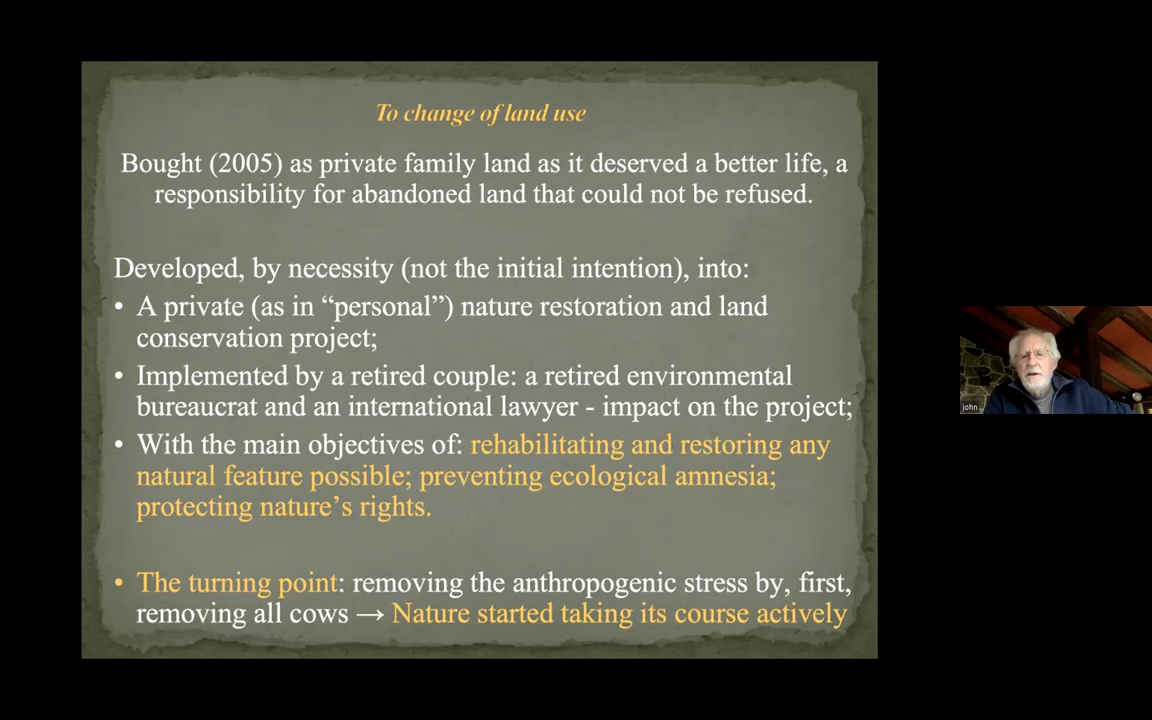 To change of land use
Bought (2005) as private family land as it deserved a better life, a
responsibility for abandoned land that could not be refused.
Developed, by necessity (not the initial intention), into:
• A private (as in “personal”) nature restoration and land
conservation project;
• Implemented by a retired couple: a retired environmental
bureaucrat and an international lawyer - impact on the project;
• With the main objectives of: rehabilitating and restoring any
natural feature possible; preventing ecological amnesia;
protecting nature’s rights.
• The turning point: removing the anthropogenic stress by, first,
removing all cows → Nature started taking its course actively
john